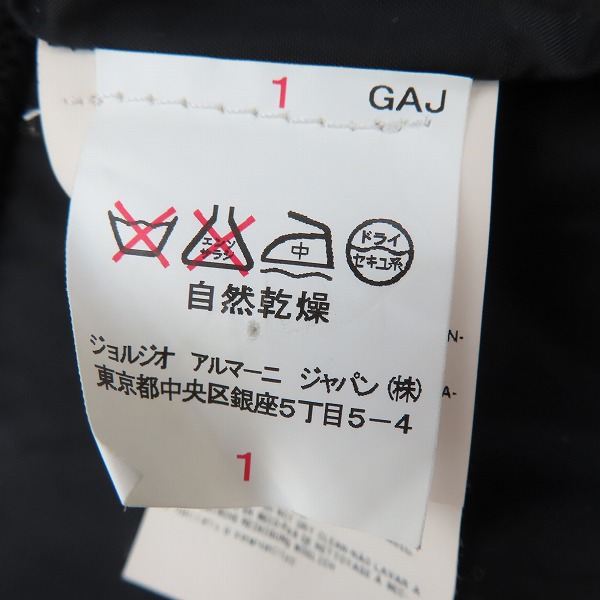 1 GAJ
エンソ
サラシ
中
ドライ
セキユ系
自然乾燥
ジョルジオ アルマーニ ジャパン(株)
東京都中央区銀座5丁目5-4
1
N-
A-